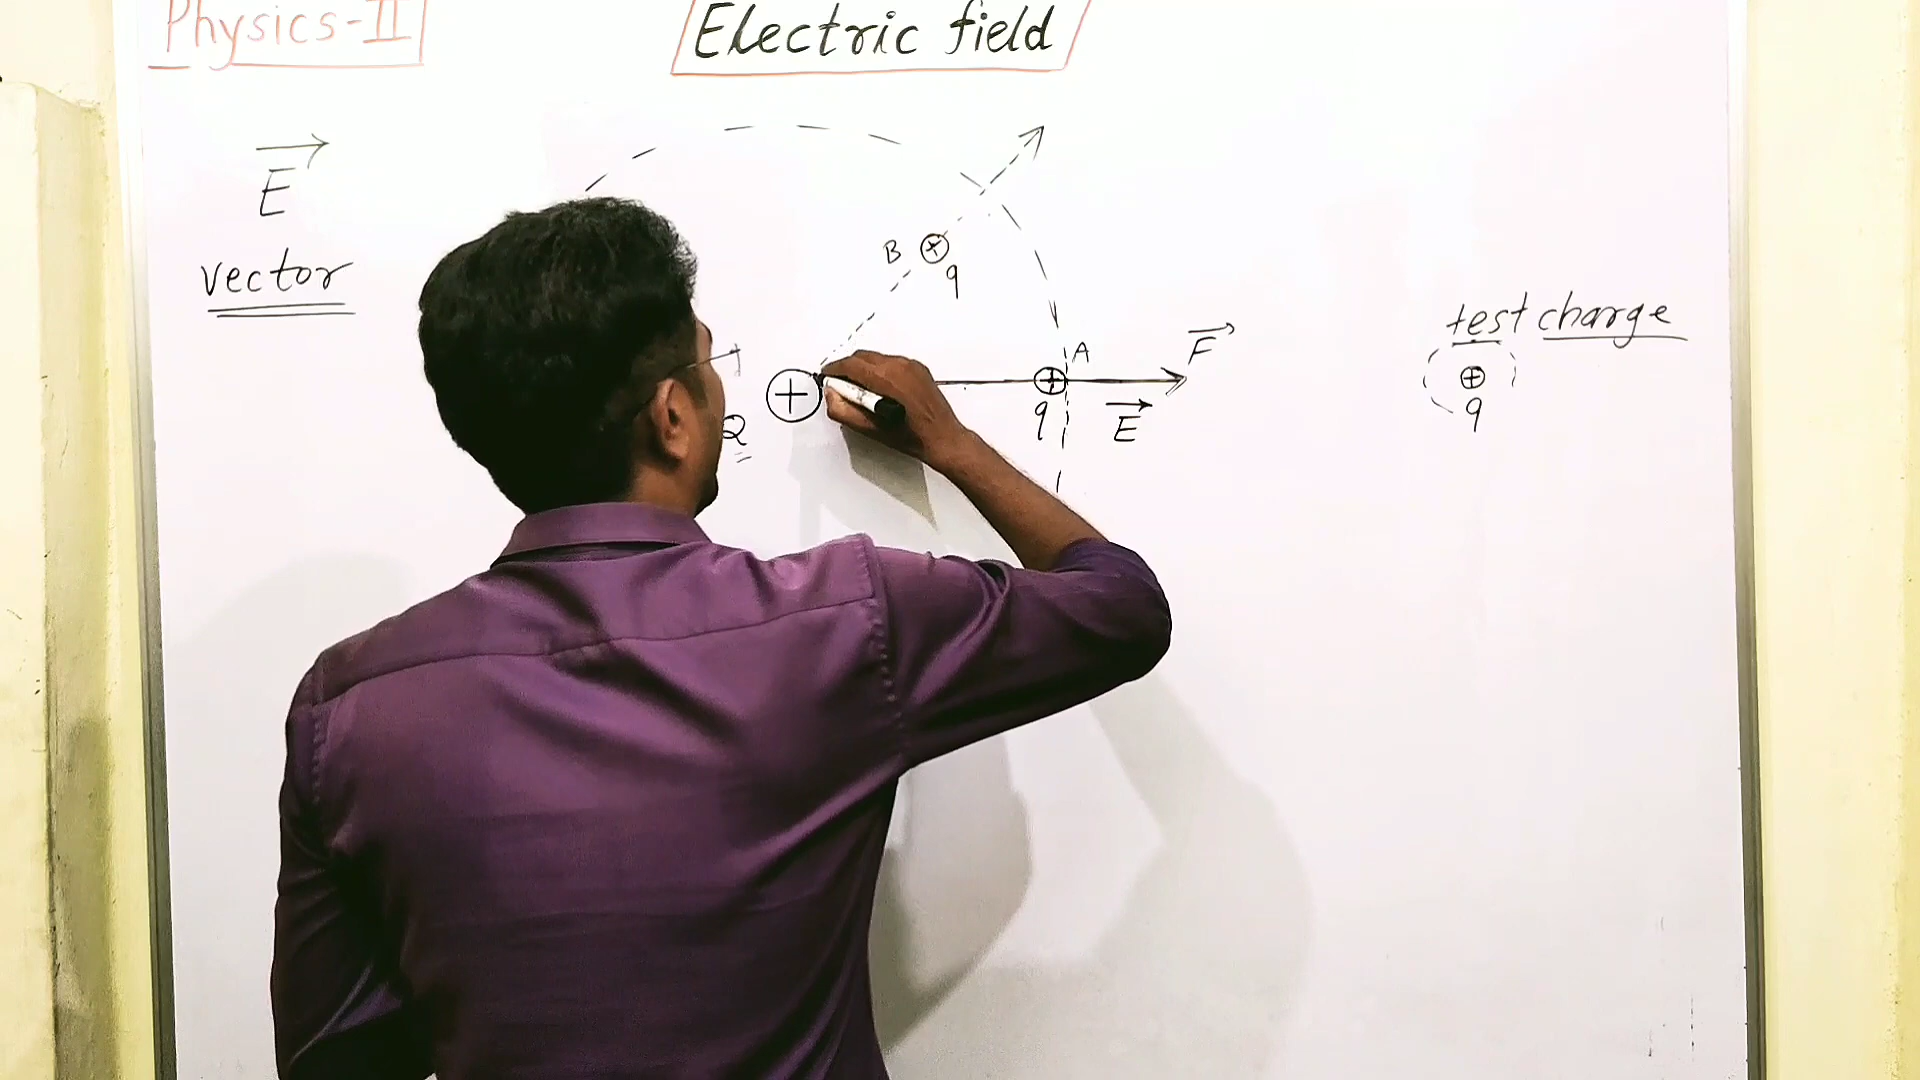 Physics-II
Electric field
E
vector
B
q
A
F
Q
q
E
test charge
q